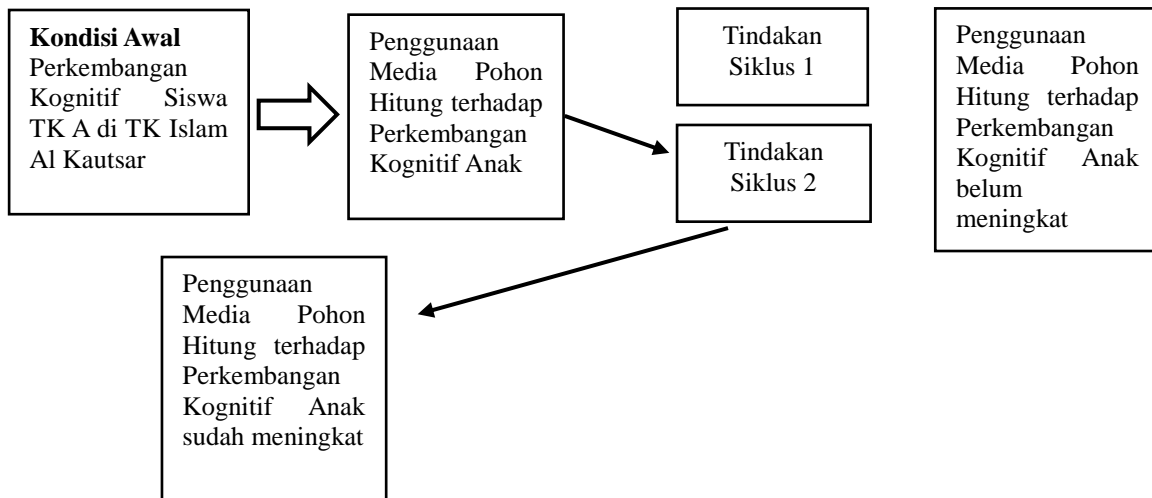 Kondisi Awal
Perkembangan
Kognitif Siswa
TK A di TK Islam
Al Kautsar
Penggunaan
Media Pohon
Hitung terhadap
Perkembangan
Kognitif Anak
Tindakan
Siklus 1
Tindakan
Siklus 2
Penggunaan
Media Pohon
Hitung terhadap
Perkembangan
Kognitif Anak
belum
meningkat
Penggunaan
Media Pohon
Hitung terhadap
Perkembangan
Kognitif Anak
sudah meningkat